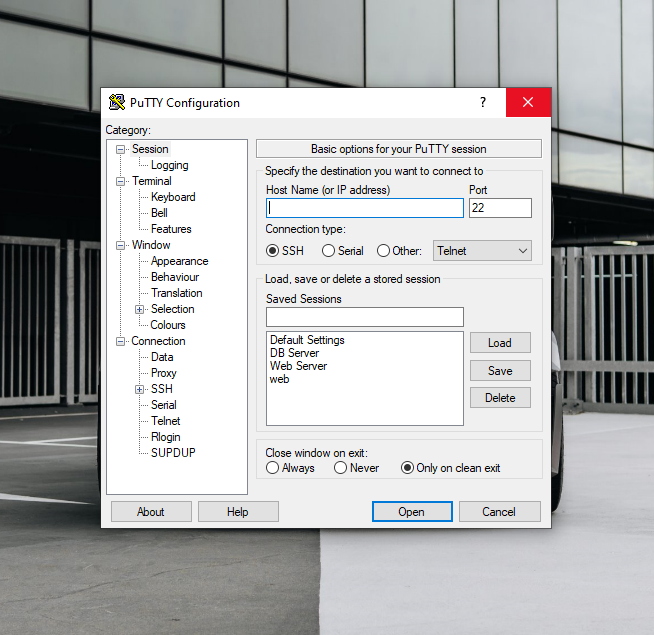 PuTTY Configuration ?
Category:
Session
Logging
Terminal
Keyboard
Bell
Features
Window
Appearance
Behaviour
Translation
Selection
Colours
Connection
Data
Proxy
SSH
Serial
Telnet
Rlogin
SUPDUP
Basic options for your PuTTY session
Specify the destination you want to connect to
Host Name (or IP address) Port
22
Connection type:
SSH Serial Other: Telnet
Load, save or delete a stored session
Saved Sessions
Default Settings
DB Server
Web Server
web
Load
Save
Delete
Close window on exit:
Always Never Only on clean exit
About Help Open Cancel